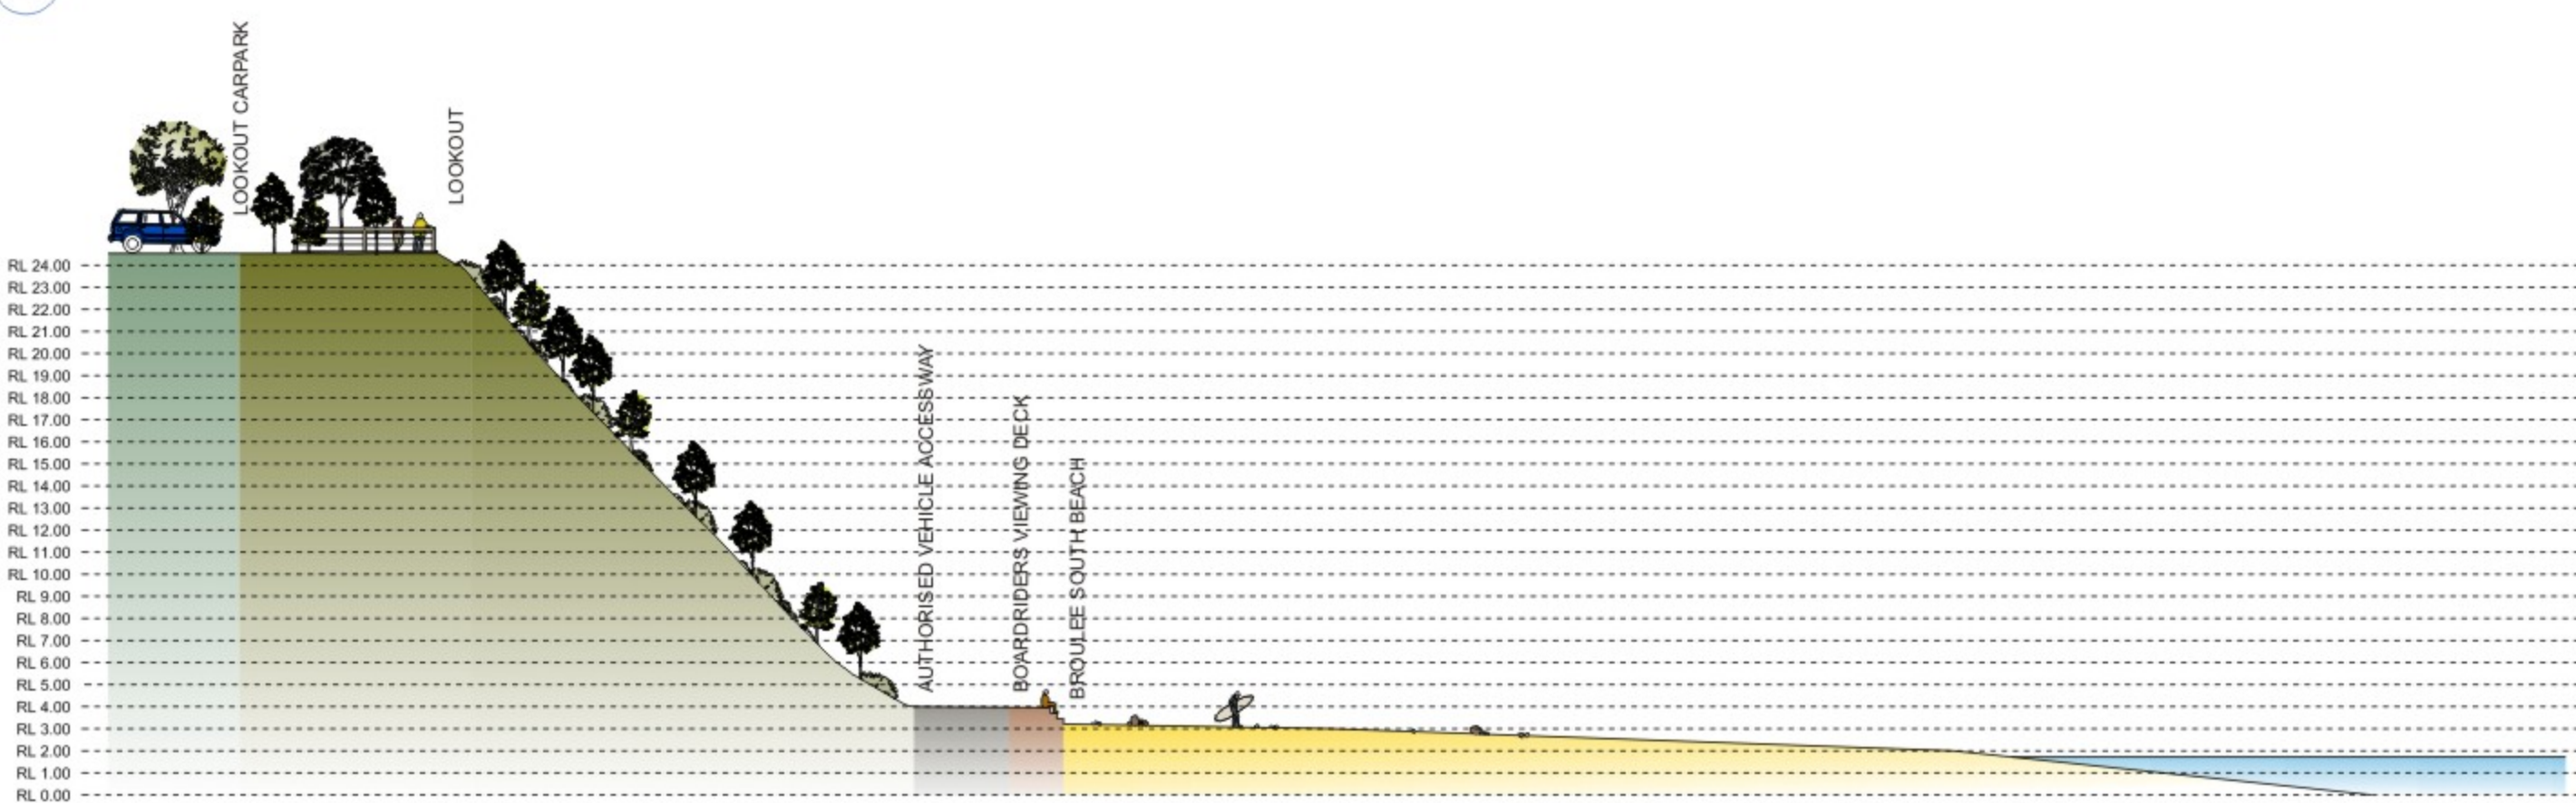 LOOKOUT CARPARK
LOOKOUT
AUTHORISED VEHICLE ACCESSWAY
BOARDRIDERS VIEWING DECK
BROULEE SOUTH BEACH
RL 24.00
RL 23.00
RL 22.00
RL 21.00
RL 20.00
RL 19.00
RL 18.00
RL 17.00
RL 16.00
RL 15.00
RL 14.00
RL 13.00
RL 12.00
RL 11.00
RL 10.00
RL 9.00
RL 8.00
RL 7.00
RL 6.00
RL 5.00
RL 4.00
RL 3.00
RL 2.00
RL 1.00
RL 0.00